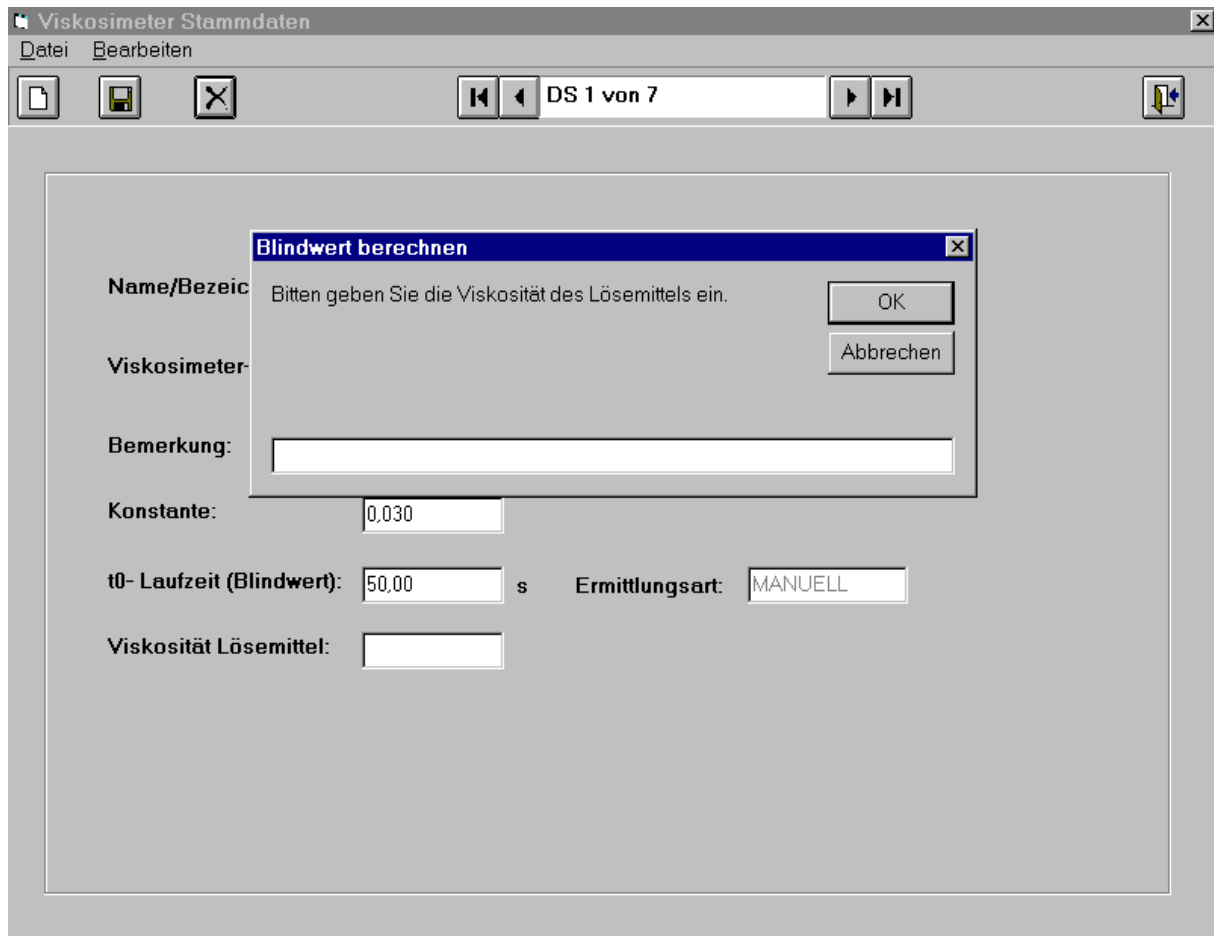 Viskosimeter Stammdaten
Datei Bearbeiten
DS 1 von 7
Blindwert berechnen
Name/Bezeic
Bitten geben Sie die Viskosität des Lösemittels ein.
OK
Abbrechen
Viskosimeter-
Bemerkung:
Konstante: 0,030
t0- Laufzeit (Blindwert): 50,00 s Ermittlungsart: MANUELL
Viskosität Lösemittel: